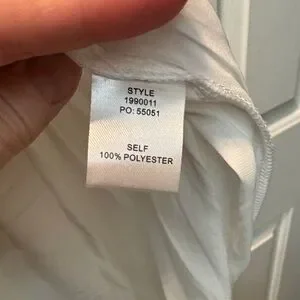 STYLE
1990011
PO: 55051
SELF
100% POLYESTER